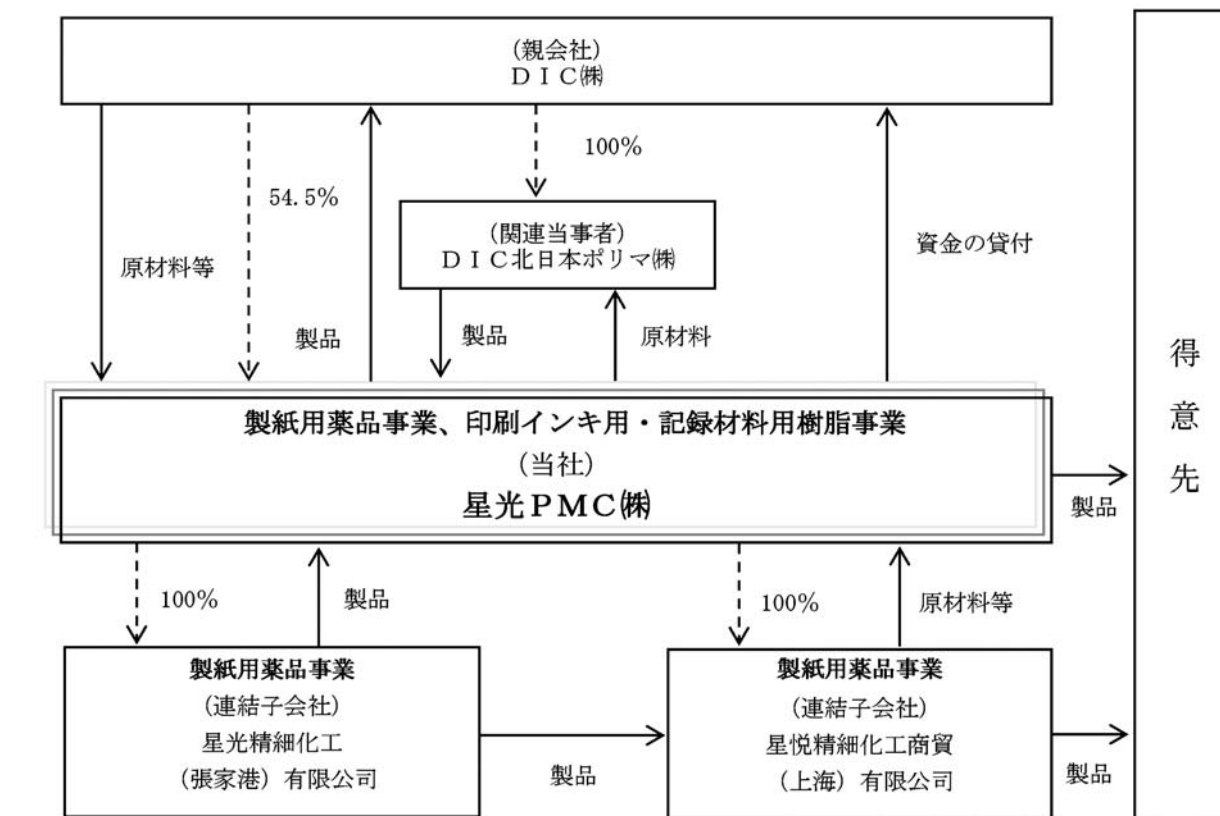 (親会社)
DIC㈱
100%
54.5%
(関連当事者)
DIC北日本ポリマ㈱
資金の貸付
原材料等
製品
製品
原材料
得意先
製紙用薬品事業、印刷インキ用・記録材料用樹脂事業
(当社)
星光PMC㈱
製品
100%
製品
100%
原材料等
製紙用薬品事業
(連結子会社)
星光精細化工
(張家港)有限公司
製品
製紙用薬品事業
(連結子会社)
星悦精細化工商貿
(上海)有限公司
製品